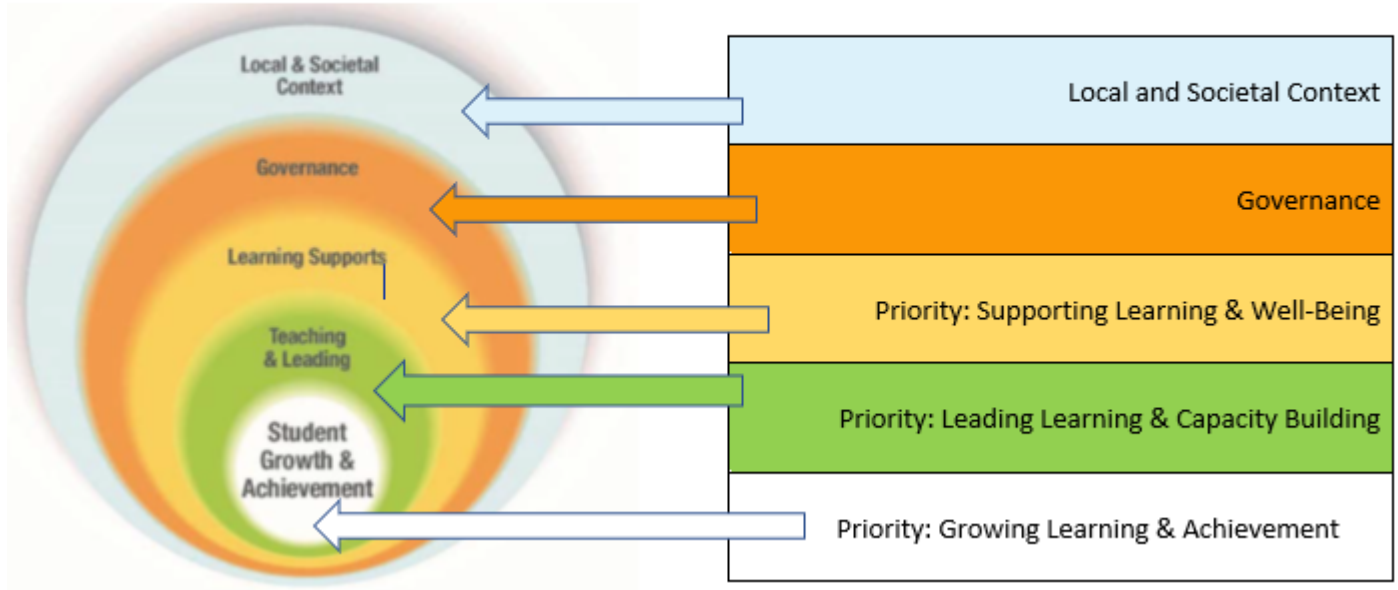 Local & Societal
Context
Governance
Learning Supports
Teaching
& Leading
Student
Growth &
Achievement
Local and Societal Context
Governance
Priority: Supporting Learning & Well-Being
Priority: Leading Learning & Capacity Building
Priority: Growing Learning & Achievement